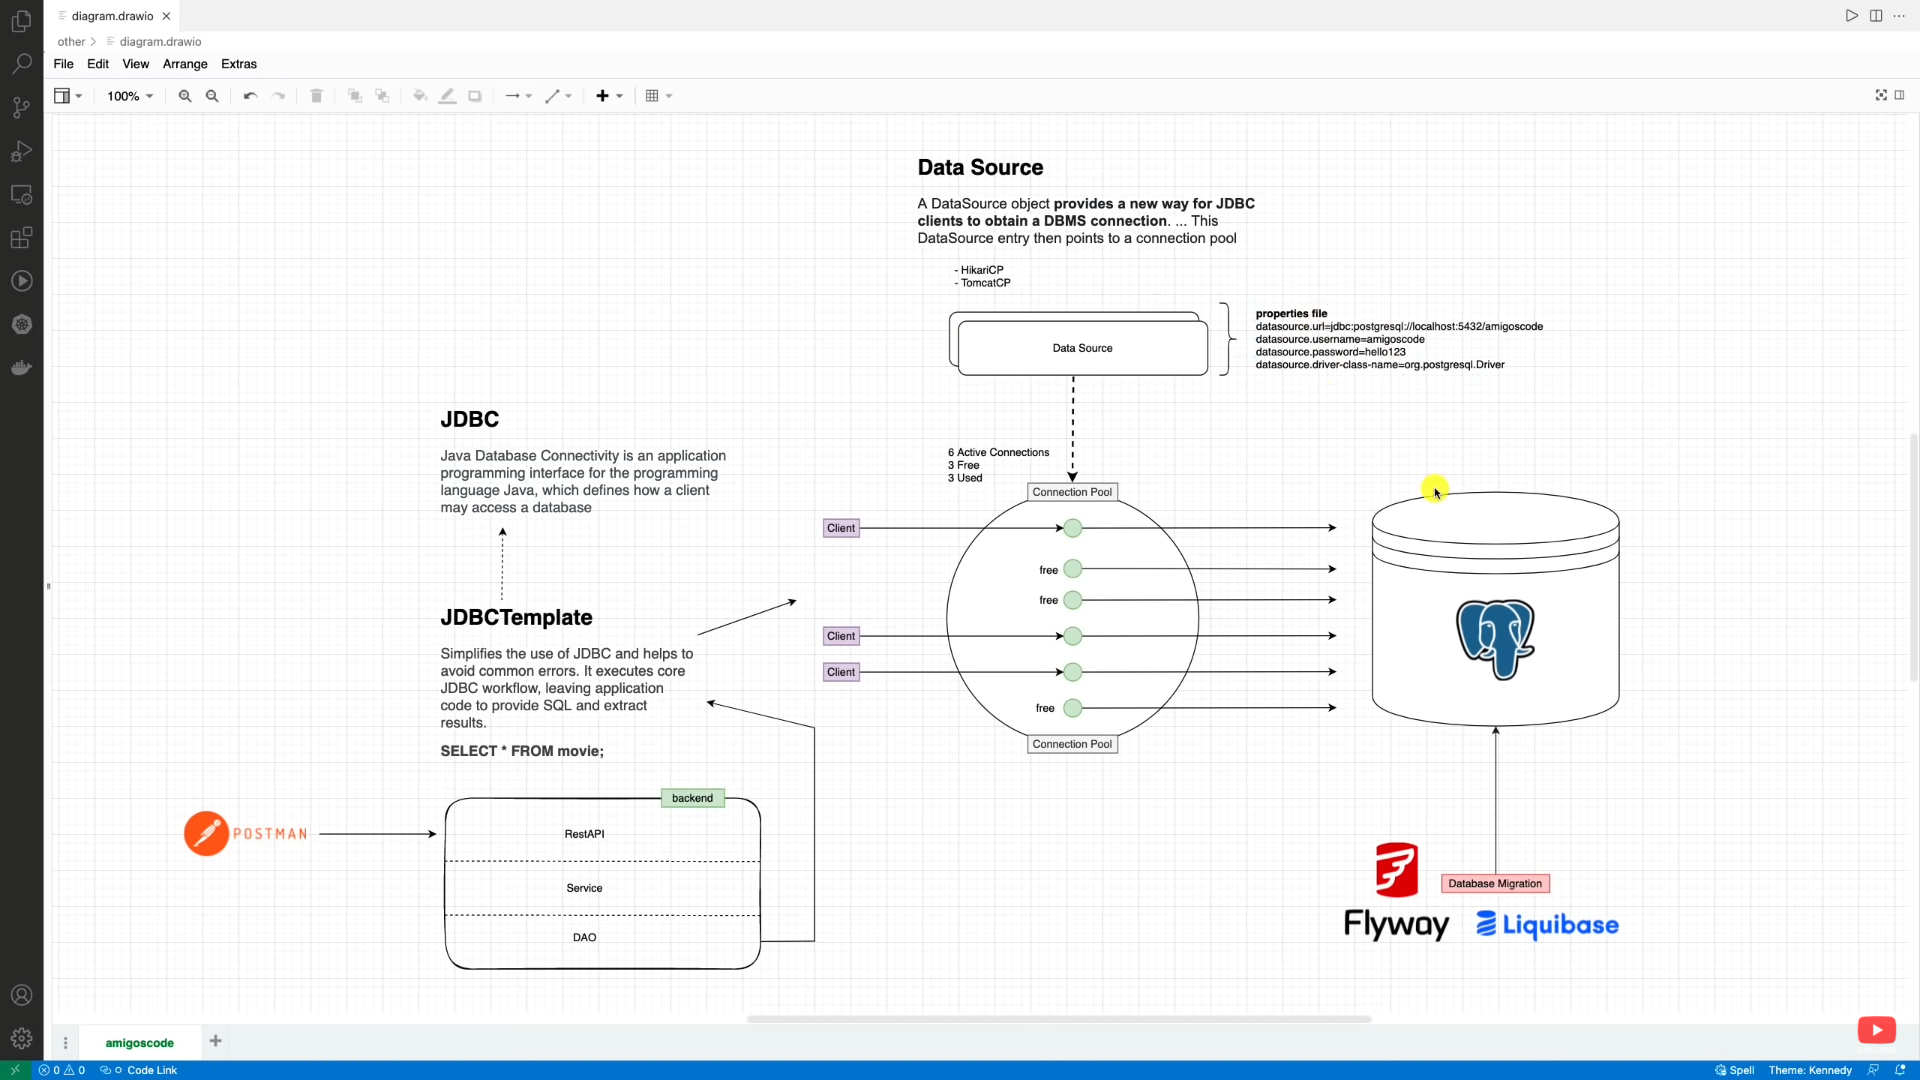 diagram.drawio
other
diagram.drawio
File Edit View Arrange Extras
100%
Data Source
A DataSource object provides a new way for JDBC
clients to obtain a DBMS connection. ... This
DataSource entry then points to a connection pool
- HikariCP
- TomcatCP
Data Source
properties file
datasource.url=jdbc:postgresql://localhost:5432/amigoscode
datasource.username=amigoscode
datasource.password=hello123
datasource.driver-class-name=org.postgresql.Driver
JDBC
Java Database Connectivity is an application
programming interface for the programming
language Java, which defines how a client
may access a database
6 Active Connections
3 Free
3 Used
Connection Pool
Client
free
free
Client
Client
free
Connection Pool
JDBCTemplate
Simplifies the use of JDBC and helps to
avoid common errors. It executes core
JDBC workflow, leaving application
code to provide SQL and extract
results.
SELECT * FROM movie;
backend
POSTMAN
RestAPI
Service
DAO
Database Migration
Flyway
Liquibase
amigoscode
0 0 Code Link
Spell Theme: Kennedy